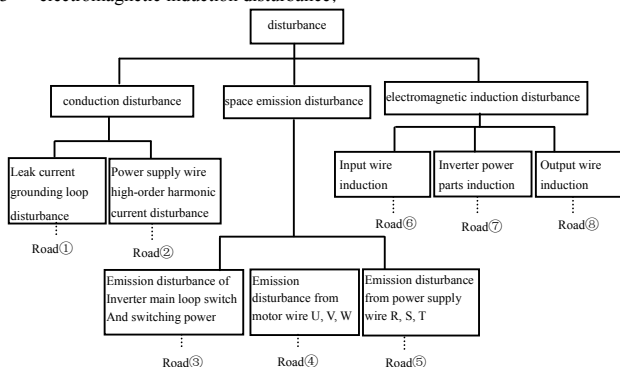 electromagnetic induction disturbance;
disturbance
conduction disturbance
space emission disturbance
electromagnetic induction disturbance
Leak current
grounding loop
disturbance
Power supply wire
high-order harmonic
current disturbance
Input wire
induction
Inverter power
parts induction
Output wire
induction
Road①
Road②
Road⑥
Road⑦
Road⑧
Emission disturbance of
Inverter main loop switch
And switching power
Emission
disturbance from
motor wire U, V, W
Emission disturbance
from power supply
wire R, S, T
Road③
Road④
Road⑤